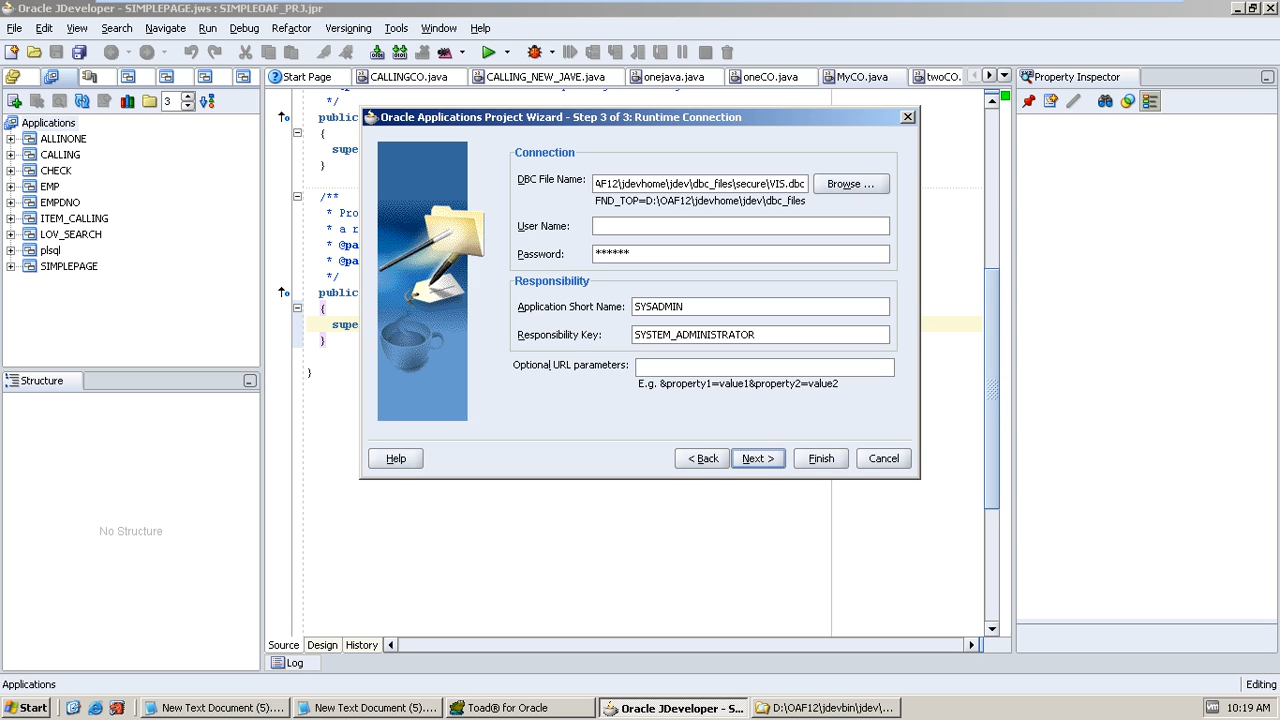 Oracle JDeveloper - SIMPLEPAGE.jws : SIMPLEOAF_PRJ.jpr
File Edit View Search Navigate Run Debug Refactor Versioning Tools Window Help
Start Page CALLINGCO.java CALLING_NEW_JAVE.java onejava.java oneCO.java MyCO.java twoCO. Property Inspector
3
Applications
ALLINONE
CALLING
CHECK
EMP
EMPDNO
ITEM_CALLING
LOV_SEARCH
plsql
SIMPLEPAGE
Structure
No Structure
*/
public
{
supe
}
/**
* Pro
* a r
* @pa
* @pa
*/
public
{
supe
}
}
Oracle Applications Project Wizard - Step 3 of 3: Runtime Connection
Connection
DBC File Name: AF12\jdevhome\jdev\dbc_files\secure\VIS.dbc Browse ...
FND_TOP=D:\OAF12\jdevhome\jdev\dbc_files
User Name:
Password: ******
Responsibility
Application Short Name: SYSADMIN
Responsibility Key: SYSTEM_ADMINISTRATOR
Optional URL parameters:
E.g. &property1=value1&property2=value2
Help < Back Next > Finish Cancel
Source Design History
Log
Applications Editing
Start New Text Document (5).... New Text Document (5).... Toad® for Oracle Oracle JDeveloper - S... D:\OAF12\jdevbin\jdev\... 10:19 AM